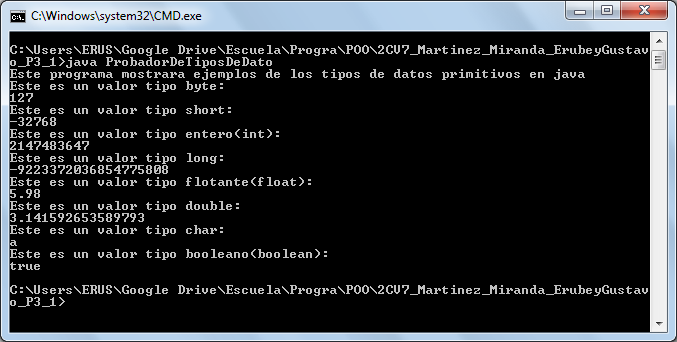 C:\Windows\system32\CMD.exe
C:\Users\ERUS\Google Drive\Escuela\Progra\POO\2CV7_Martinez_Miranda_ErubeyGustav
o_P3_1>java ProbadorDeTiposDeDato
Este programa mostrara ejemplos de los tipos de datos primitivos en java
Este es un valor tipo byte:
127
Este es un valor tipo short:
-32768
Este es un valor tipo entero(int):
2147483647
Este es un valor tipo long:
-9223372036854775808
Este es un valor tipo flotante(float):
5.98
Este es un valor tipo double:
3.141592653589793
Este es un valor tipo char:
a
Este es un valor tipo booleano(boolean):
true
C:\Users\ERUS\Google Drive\Escuela\Progra\POO\2CV7_Martinez_Miranda_ErubeyGustav
o_P3_1>